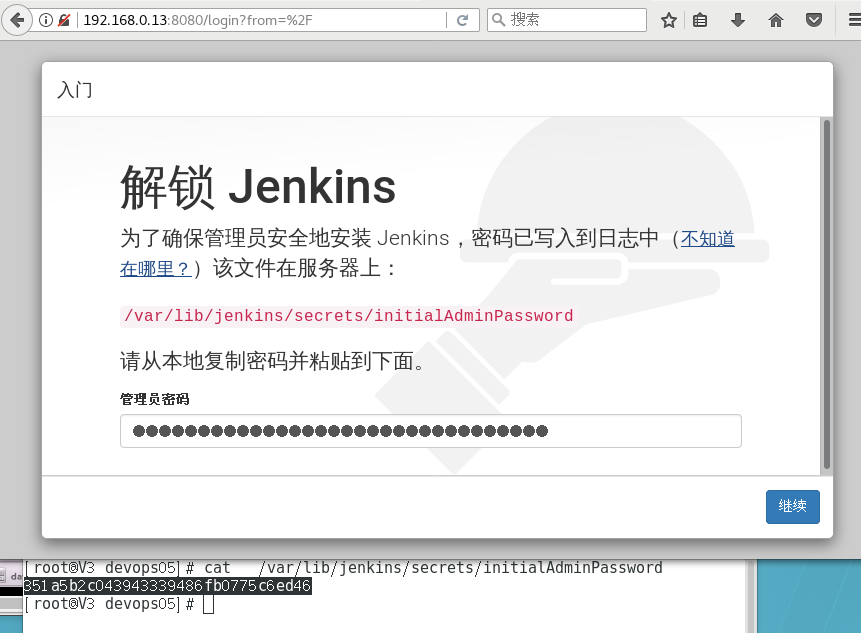 192.168.0.13:8080/login?from=%2F
搜索
入门
解锁 Jenkins
为了确保管理员安全地安装 Jenkins，密码已写入到日志中（不知道
在哪里？）该文件在服务器上：
/var/lib/jenkins/secrets/initialAdminPassword
请从本地复制密码并粘贴到下面。
管理员密码
●●●●●●●●●●●●●●●●●●●●●●●●●●●●●●●●
继续
[root@V3 devops05]# cat /var/lib/jenkins/secrets/initialAdminPassword
351a5b2c043943339486fb0775c6ed46
[root@V3 devops05]#